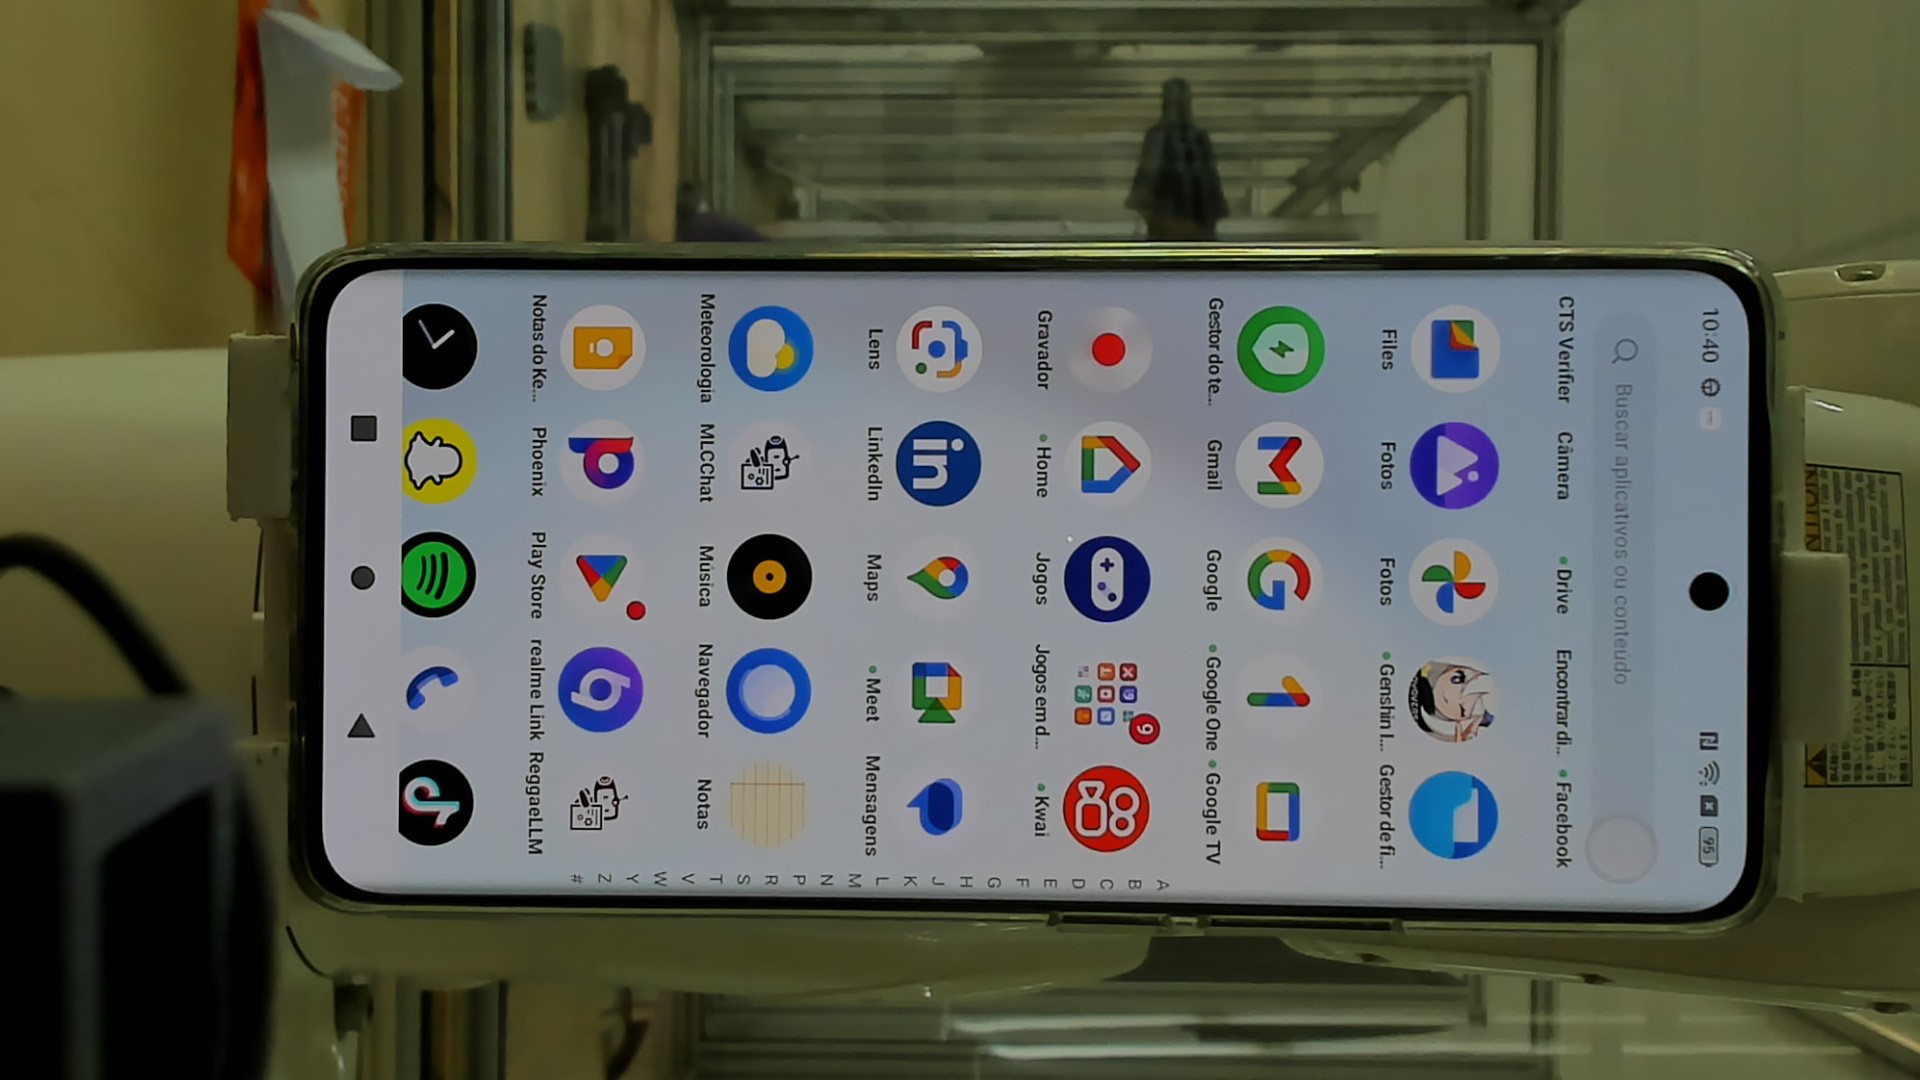 10:40
95
Buscar aplicativos ou conteúdo
CTS Verifier Câmera Drive Encontrar di... Facebook
Files Fotos Fotos Genshin I... Gestor de fi...
Gestor do te... Gmail Google Google One Google TV
Gravador Home Jogos Jogos em d... Kwai
9
Lens LinkedIn Maps Meet Mensagens
Meteorologia MLCChat Música Navegador Notas
Notas do Ke... Phoenix Play Store realme Link ReggaeLLM
A
B
C
D
E
F
G
H
J
K
L
M
N
P
R
S
T
V
W
Y
Z
#